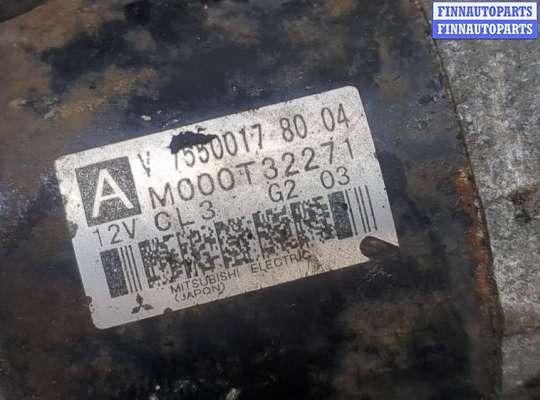 FINNAUTOPARTS
FINNAUTOPARTS
A
V 7550017 80 04
M000T32271
12V CL3 G2 03
MITSUBISHI ELECTRIC
(JAPAN)